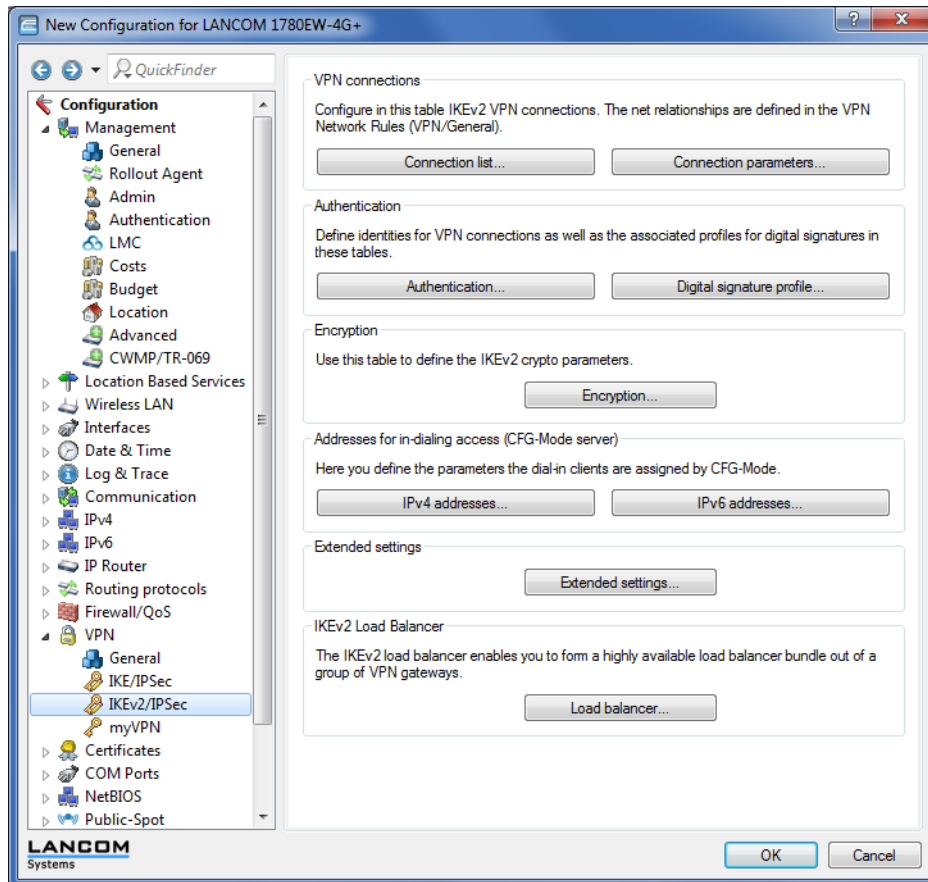 New Configuration for LANCOM 1780EW-4G+
QuickFinder
Configuration
Management
General
Rollout Agent
Admin
Authentication
LMC
Costs
Budget
Location
Advanced
CWMP/TR-069
Location Based Services
Wireless LAN
Interfaces
Date & Time
Log & Trace
Communication
IPv4
IPv6
IP Router
Routing protocols
Firewall/QoS
VPN
General
IKE/IPSec
IKEv2/IPSec
myVPN
Certificates
COM Ports
NetBIOS
Public-Spot
VPN connections
Configure in this table IKEv2 VPN connections. The net relationships are defined in the VPN
Network Rules (VPN/General).
Connection list...
Connection parameters...
Authentication
Define identities for VPN connections as well as the associated profiles for digital signatures in
these tables.
Authentication...
Digital signature profile...
Encryption
Use this table to define the IKEv2 crypto parameters.
Encryption...
Addresses for in-dialing access (CFG-Mode server)
Here you define the parameters the dial-in clients are assigned by CFG-Mode.
IPv4 addresses...
IPv6 addresses...
Extended settings
Extended settings...
IKEv2 Load Balancer
The IKEv2 load balancer enables you to form a highly available load balancer bundle out of a
group of VPN gateways.
Load balancer...
LANCOM
Systems
OK
Cancel